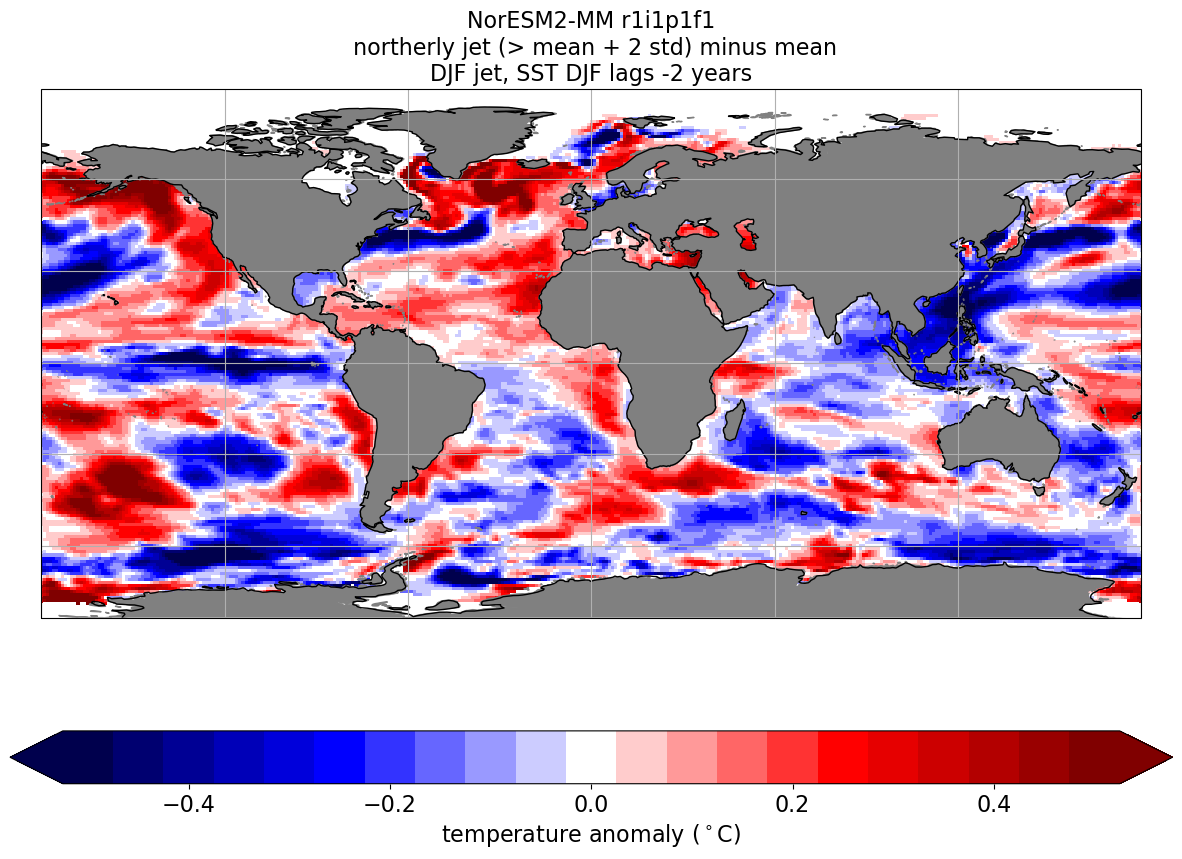 NorESM2-MM r1i1p1f1
northerly jet (> mean + 2 std) minus mean
DJF jet, SST DJF lags -2 years
−0.4 −0.2 0.0 0.2 0.4
temperature anomaly (°C)